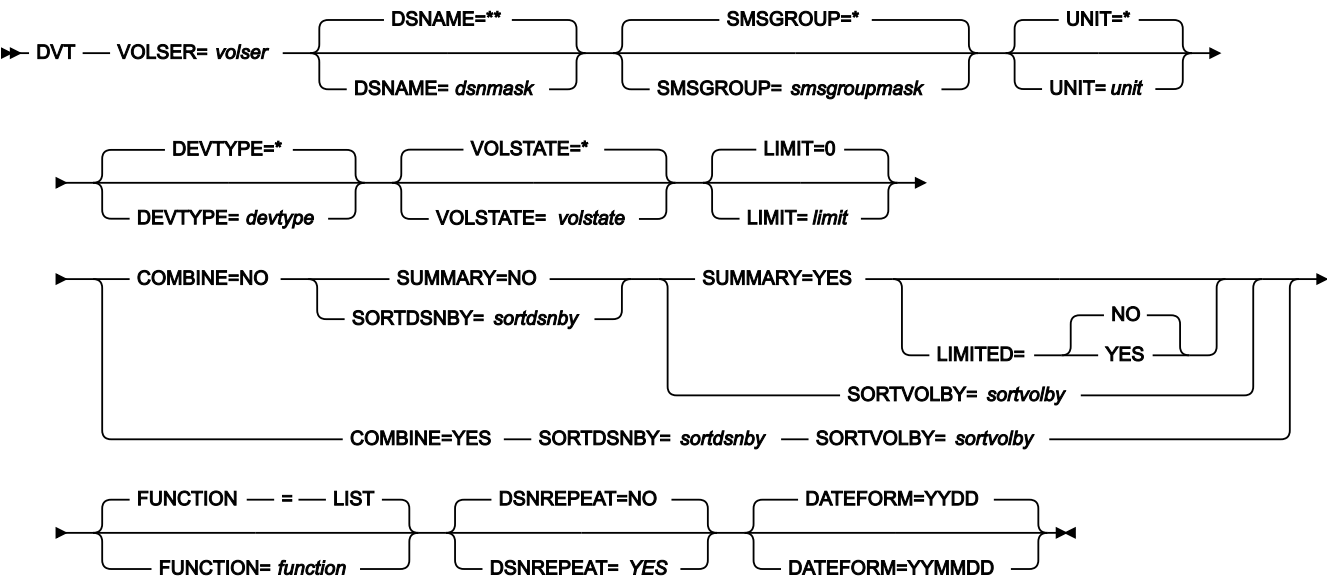 DSNAME=** SMSGROUP=* UNIT=*
DVT VOLSER= volser
DSNAME= dsnmask SMSGROUP= smsgroupmask UNIT= unit
DEVTYPE=* VOLSTATE=* LIMIT=0
DEVTYPE= devtype VOLSTATE= volstate LIMIT= limit
COMBINE=NO SUMMARY=NO SUMMARY=YES
SORTDSNBY= sortdsnby NO
LIMITED= YES
SORTVOLBY= sortvolby
COMBINE=YES SORTDSNBY= sortdsnby SORTVOLBY= sortvolby
FUNCTION = LIST DSNREPEAT=NO DATEFORM=YYDD
FUNCTION= function DSNREPEAT= YES DATEFORM=YYMMDD